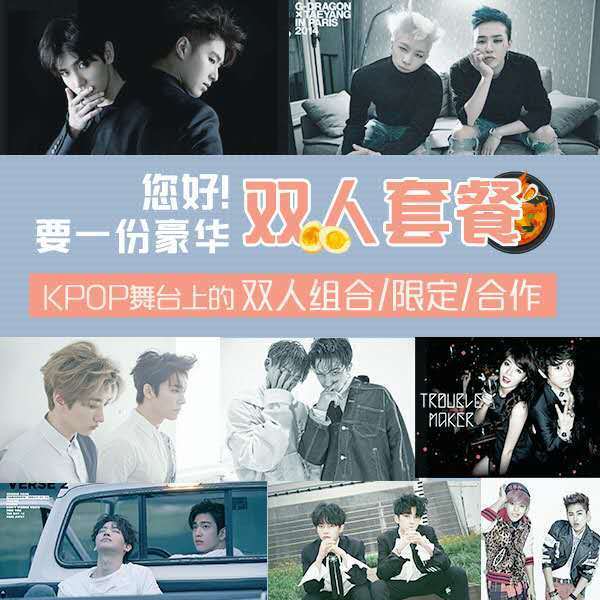 G-DRAGON
X TAEYANG
IN PARIS
2014
您好!
要一份豪华
双人套餐
KPOP舞台上的 双人组合/限定/合作
TROUBLE
MAKER
VERSE 2